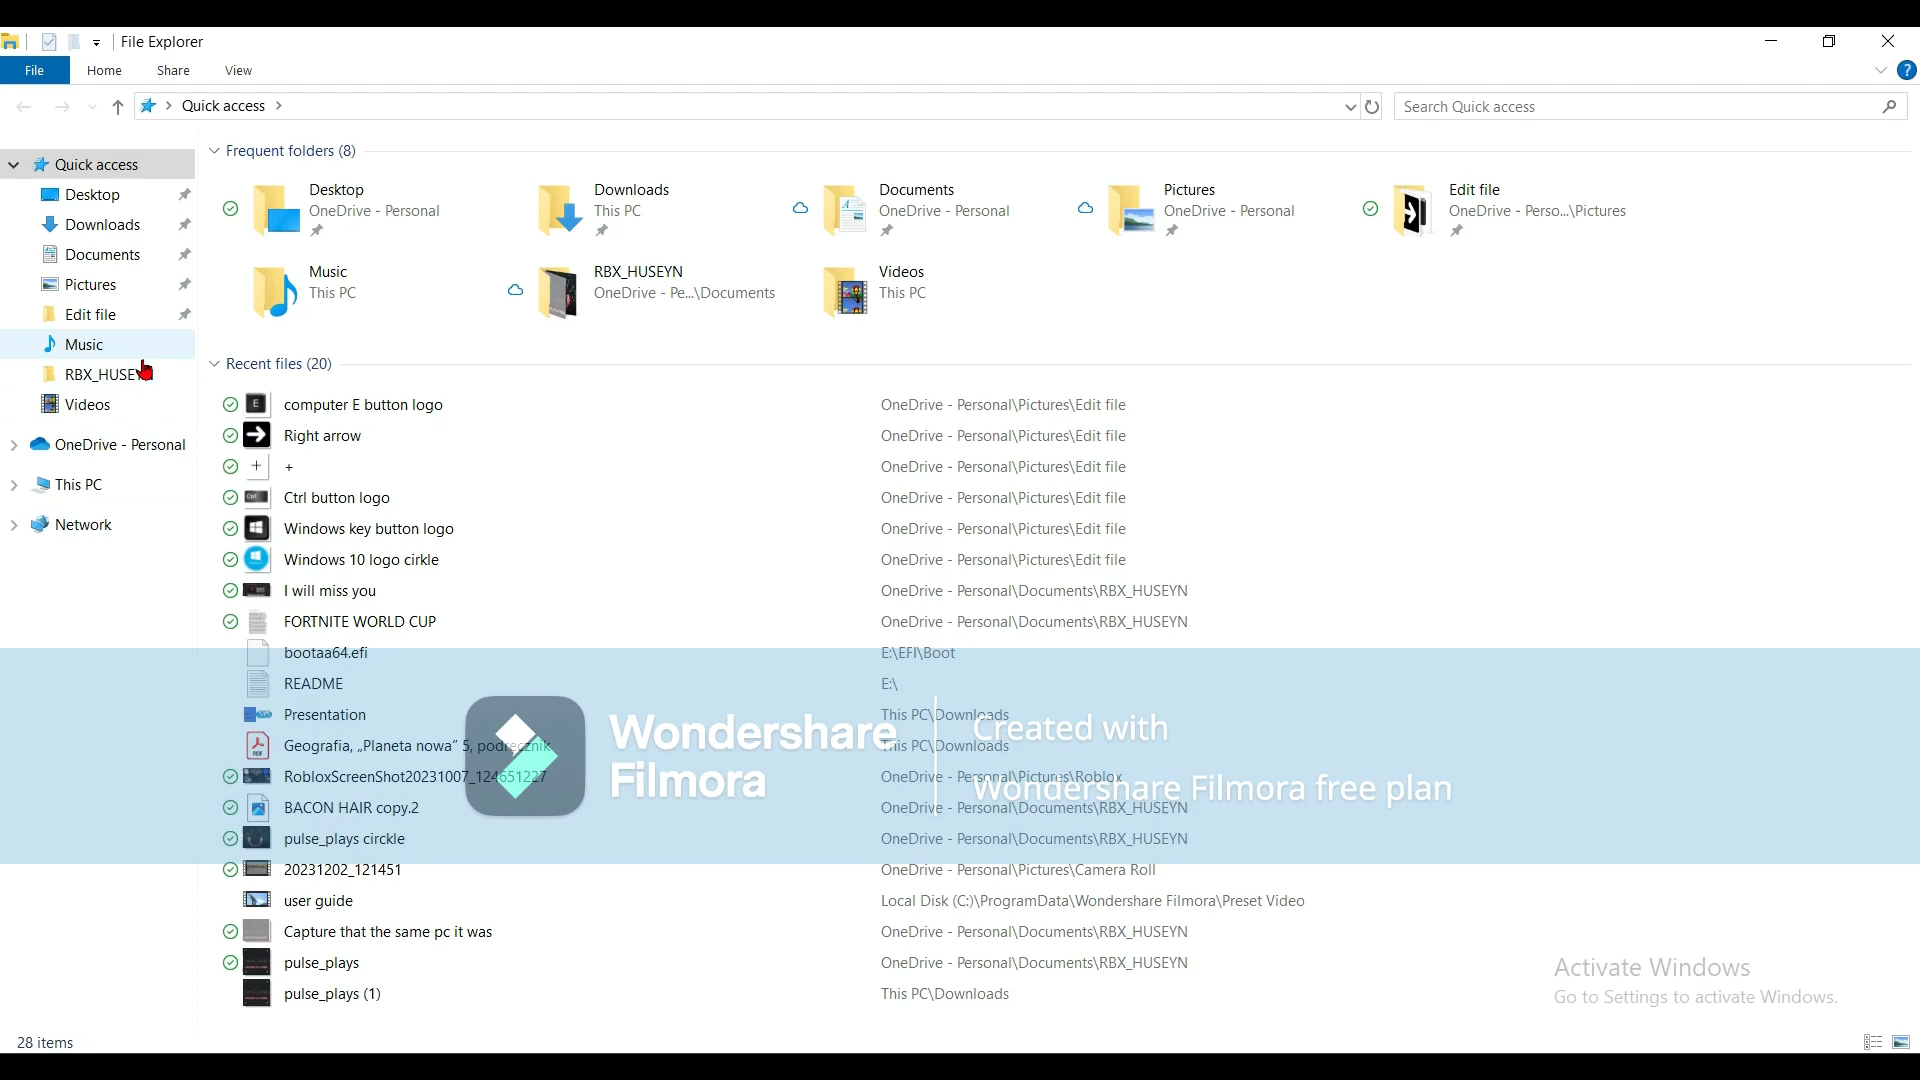 File Explorer
File Home Share View
Quick access
Search Quick access
Quick access
Desktop
Downloads
Documents
Pictures
Edit file
Music
Videos
OneDrive - Personal
This PC
Network
Frequent folders (8)
Desktop
OneDrive - Personal
Downloads
This PC
Documents
OneDrive - Personal
Pictures
OneDrive - Personal
Edit file
OneDrive - Perso...\Pictures
Music
This PC
RBX_HUSEYN
OneDrive - Pe...\Documents
Videos
This PC
Recent files (20)
computer E button logo OneDrive - Personal\Pictures\Edit file
Right arrow OneDrive - Personal\Pictures\Edit file
+ OneDrive - Personal\Pictures\Edit file
Ctrl button logo OneDrive - Personal\Pictures\Edit file
Windows key button logo OneDrive - Personal\Pictures\Edit file
Windows 10 logo cirkle OneDrive - Personal\Pictures\Edit file
I will miss you OneDrive - Personal\Documents\RBX_HUSEYN
FORTNITE WORLD CUP OneDrive - Personal\Documents\RBX_HUSEYN
bootaa64.efi E:\EFI\Boot
README E:\
Presentation This PC\Downloads
Geografia, „Planeta nowa” 5, podręcznik This PC\Downloads
RobloxScreenShot20231007_124651227 OneDrive - Personal\Pictures\Roblox
BACON HAIR copy.2 OneDrive - Personal\Documents\RBX_HUSEYN
pulse_plays circkle OneDrive - Personal\Documents\RBX_HUSEYN
20231202_121451 OneDrive - Personal\Pictures\Camera Roll
user guide Local Disk (C:)\ProgramData\Wondershare Filmora\Preset Video
Capture that the same pc it was OneDrive - Personal\Documents\RBX_HUSEYN
pulse_plays OneDrive - Personal\Documents\RBX_HUSEYN
pulse_plays (1) This PC\Downloads
Wondershare
Filmora
Created with
Wondershare Filmora free plan
Activate Windows
Go to Settings to activate Windows.
28 items